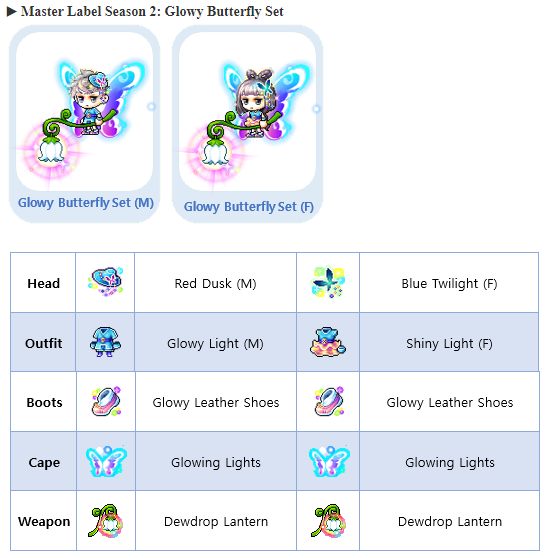 ► Master Label Season 2: Glowy Butterfly Set
Glowy Butterfly Set (M)
Glowy Butterfly Set (F)
Head Red Dusk (M) Blue Twilight (F)
Outfit Glowy Light (M) Shiny Light (F)
Boots Glowy Leather Shoes Glowy Leather Shoes
Cape Glowing Lights Glowing Lights
Weapon Dewdrop Lantern Dewdrop Lantern